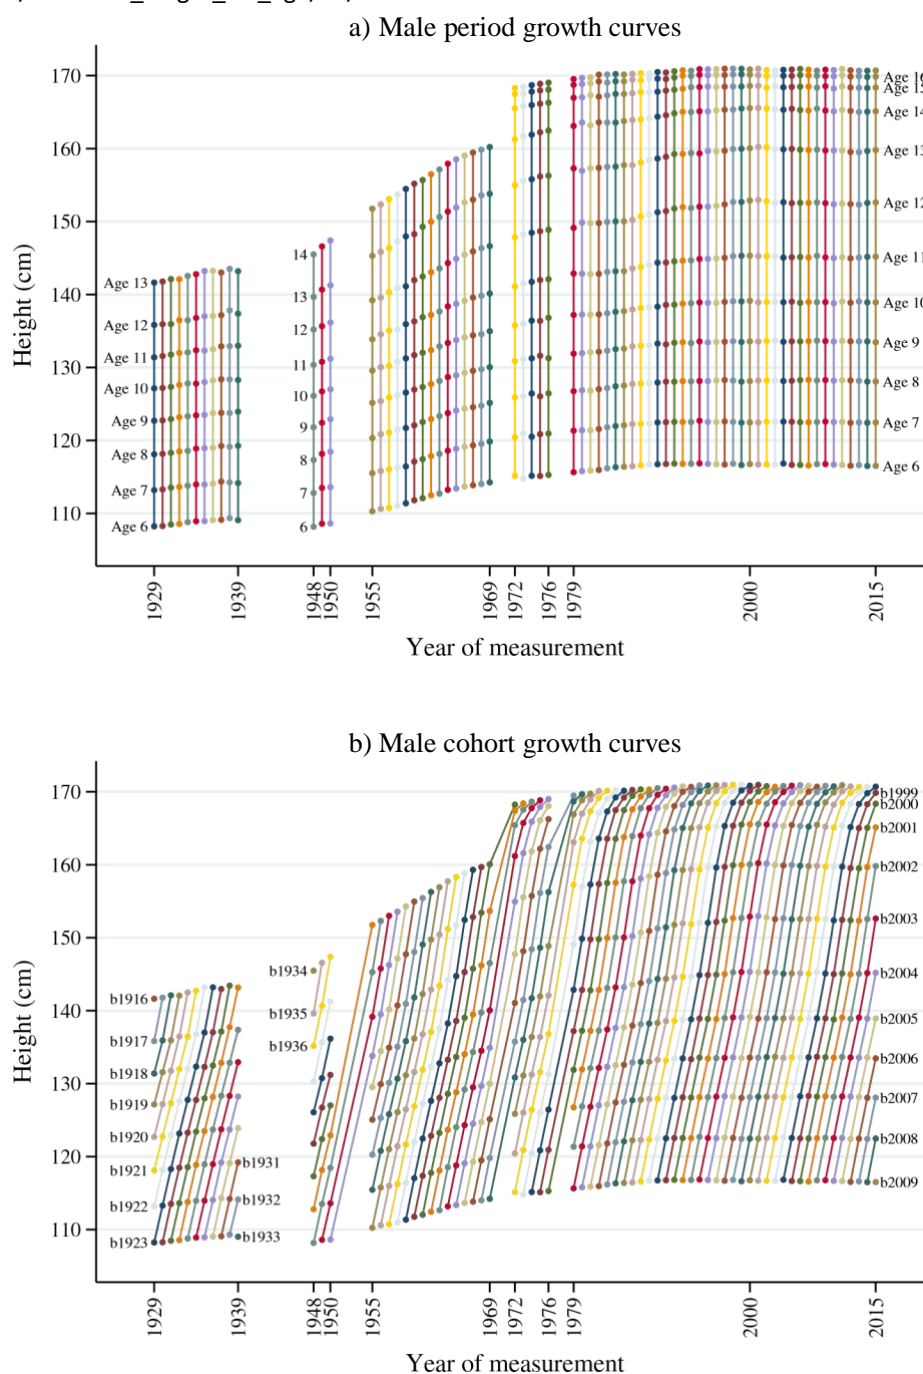 a) Male period growth curves
170
160
150
140
130
120
110
Height (cm)
Age 13
Age 12
Age 11
Age 10
Age 9
Age 8
Age 7
Age 6
14
13
12
11
10
9
8
7
6
Age 14
Age 13
Age 12
Age 11
Age 10
Age 9
Age 8
Age 7
Age 6
1929
1939
1948
1950
1955
1969
1972
1976
1979
2000
2015
Year of measurement
b) Male cohort growth curves
170
160
150
140
130
120
110
Height (cm)
b1916
b1917
b1918
b1919
b1920
b1921
b1922
b1923
b1931
b1932
b1933
b1934
b1935
b1936
b1999
b2000
b2001
b2002
b2003
b2004
b2005
b2006
b2007
b2008
b2009
1929
1939
1948
1950
1955
1969
1972
1976
1979
2000
2015
Year of measurement